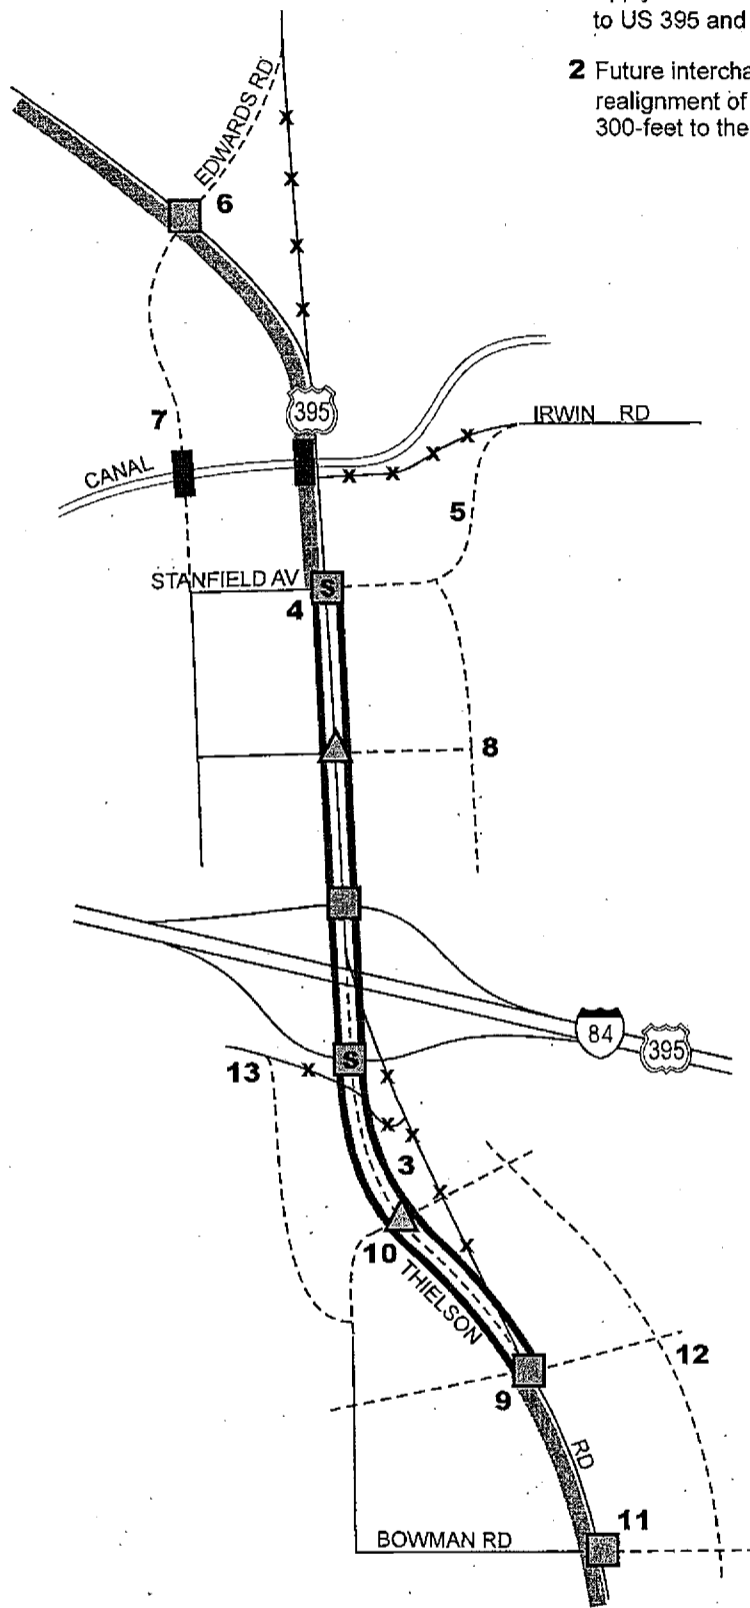 to US 395 and
2 Future intercha
realignment of
300-feet to the
EDWARDS RD
6
395
7
IRWIN RD
CANAL
5
STANFIELD AV
S
4
8
84
395
S
13
3
10
THIELSON
12
9
RD
11
BOWMAN RD